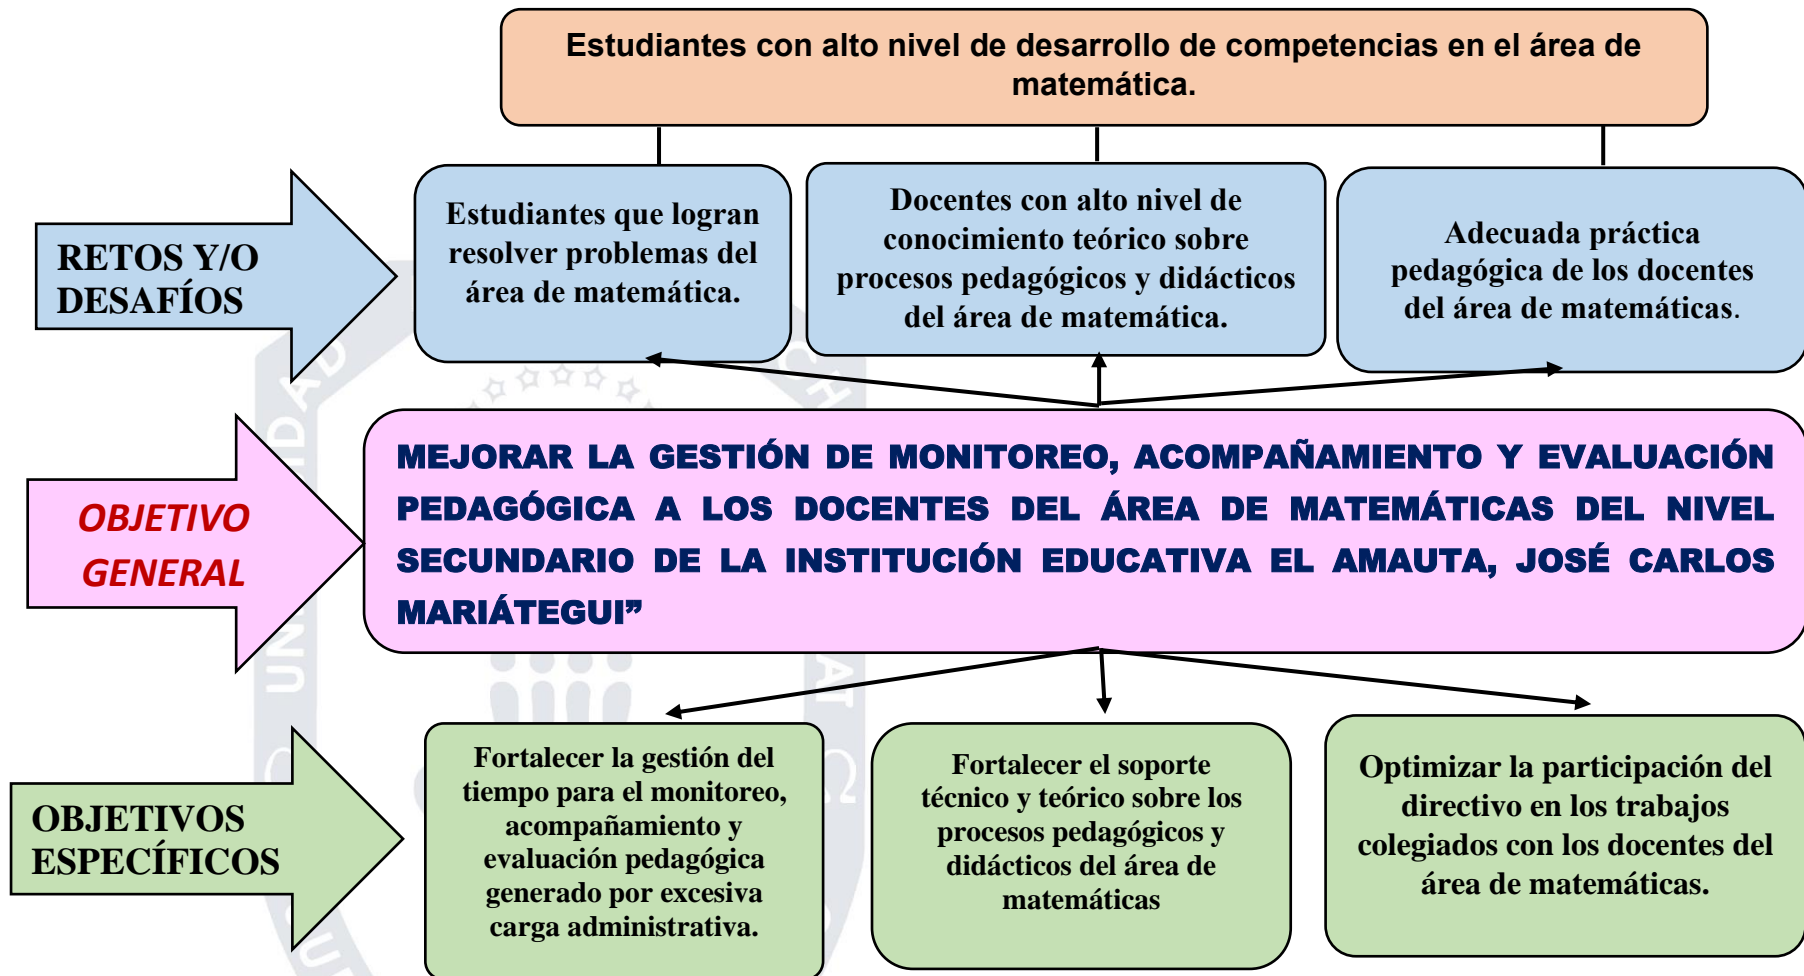 Estudiantes con alto nivel de desarrollo de competencias en el área de
matemática.
RETOS Y/O
DESAFÍOS
Estudiantes que logran
resolver problemas del
área de matemática.
Docentes con alto nivel de
conocimiento teórico sobre
procesos pedagógicos y didácticos
del área de matemática.
Adecuada práctica
pedagógica de los docentes
del área de matemáticas.
OBJETIVO
GENERAL
MEJORAR LA GESTIÓN DE MONITOREO, ACOMPAÑAMIENTO Y EVALUACIÓN
PEDAGÓGICA A LOS DOCENTES DEL ÁREA DE MATEMÁTICAS DEL NIVEL
SECUNDARIO DE LA INSTITUCIÓN EDUCATIVA EL AMAUTA, JOSÉ CARLOS
MARIÁTEGUI”
OBJETIVOS
ESPECÍFICOS
Fortalecer la gestión del
tiempo para el monitoreo,
acompañamiento y
evaluación pedagógica
generado por excesiva
carga administrativa.
Fortalecer el soporte
técnico y teórico sobre los
procesos pedagógicos y
didácticos del área de
matemáticas
Optimizar la participación del
directivo en los trabajos
colegiados con los docentes del
área de matemáticas.